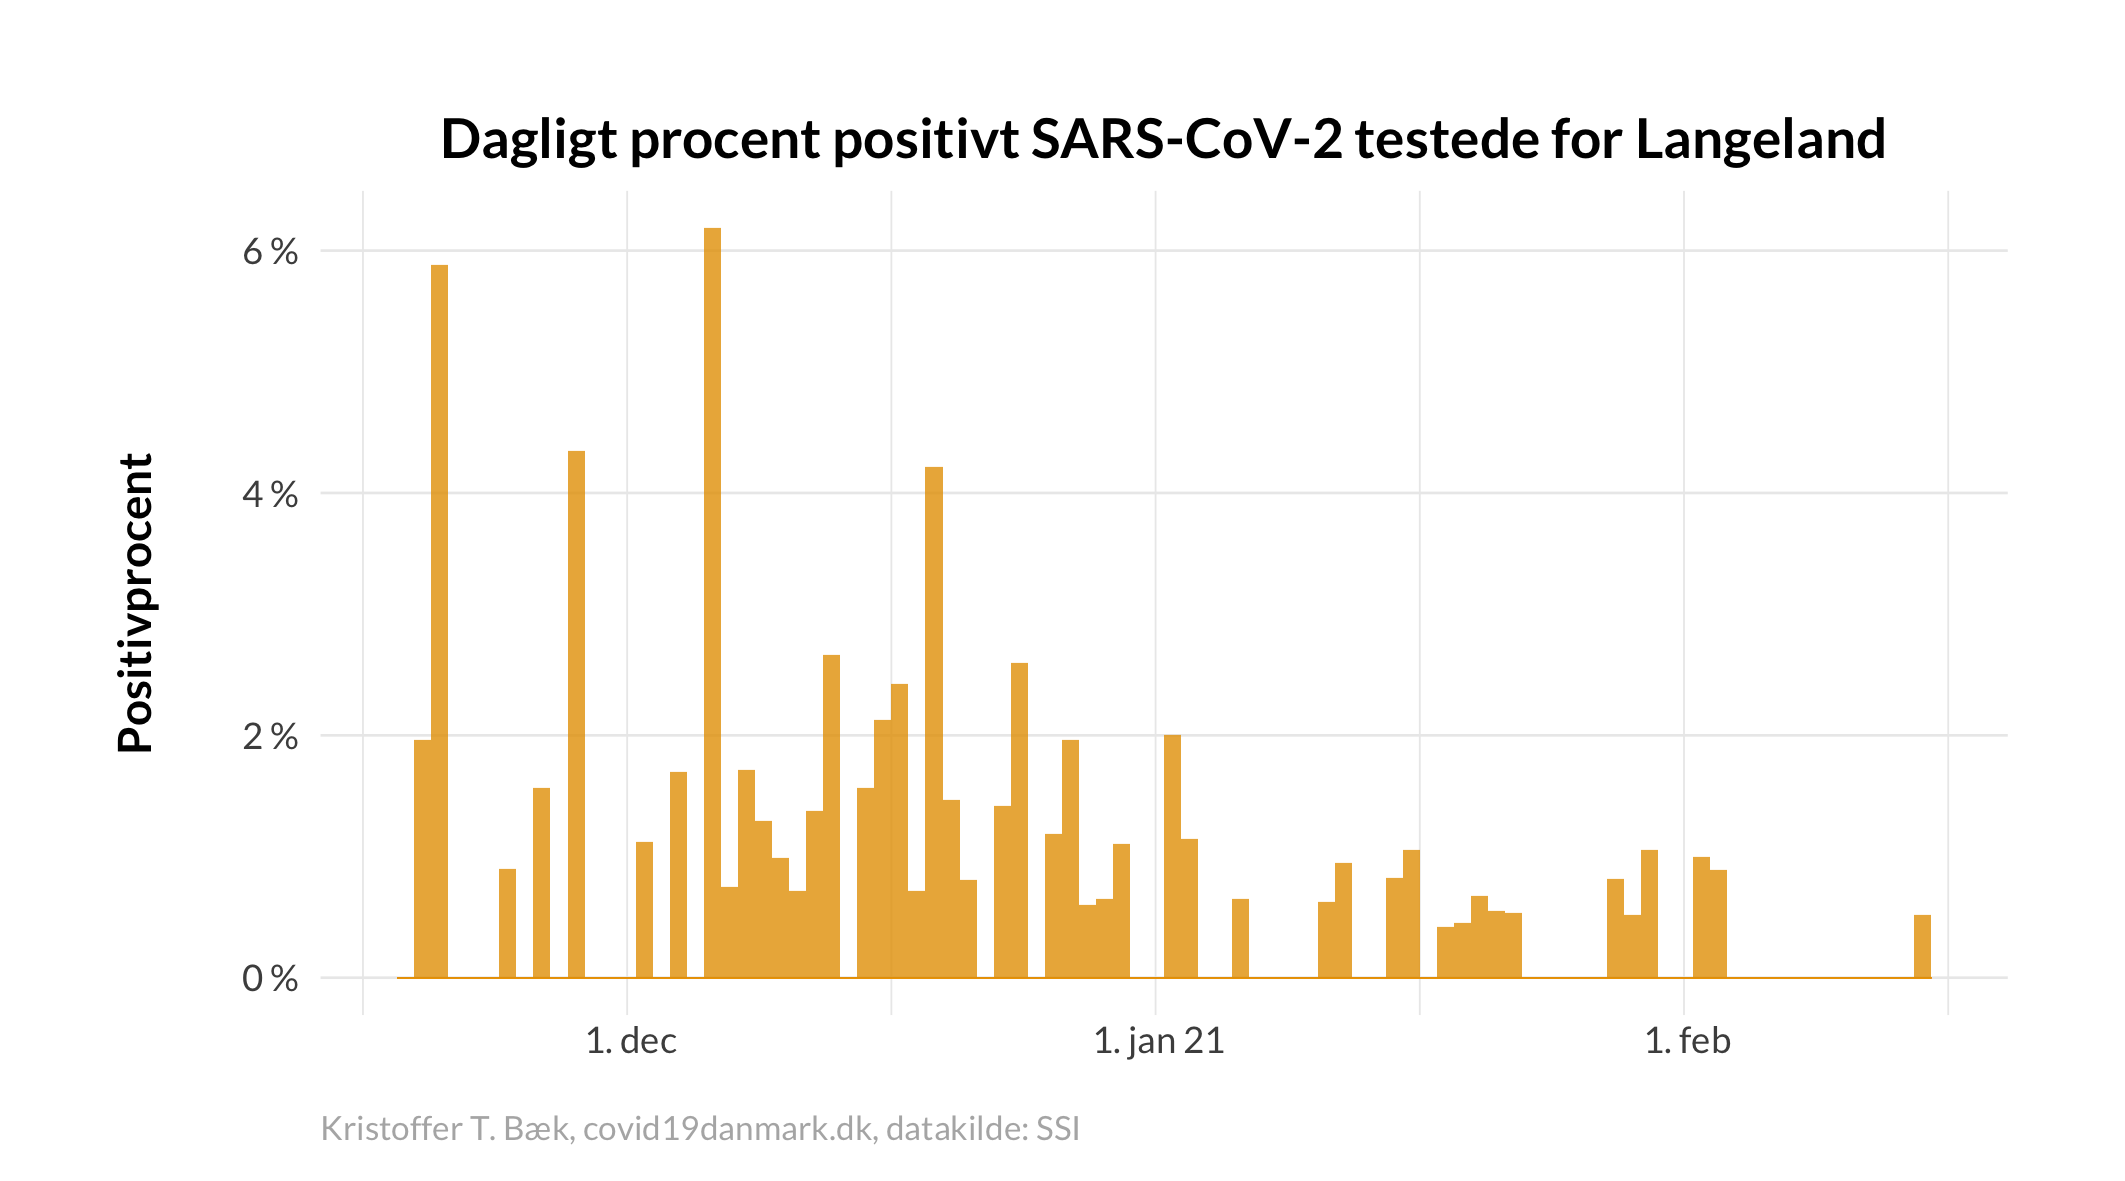 Dagligt procent positivt SARS-CoV-2 testede for Langeland
Positivprocent
6 %
4 %
2 %
0 %
1. dec
1. jan 21
1. feb
Kristoffer T. Bæk, covid19danmark.dk, datakilde: SSI